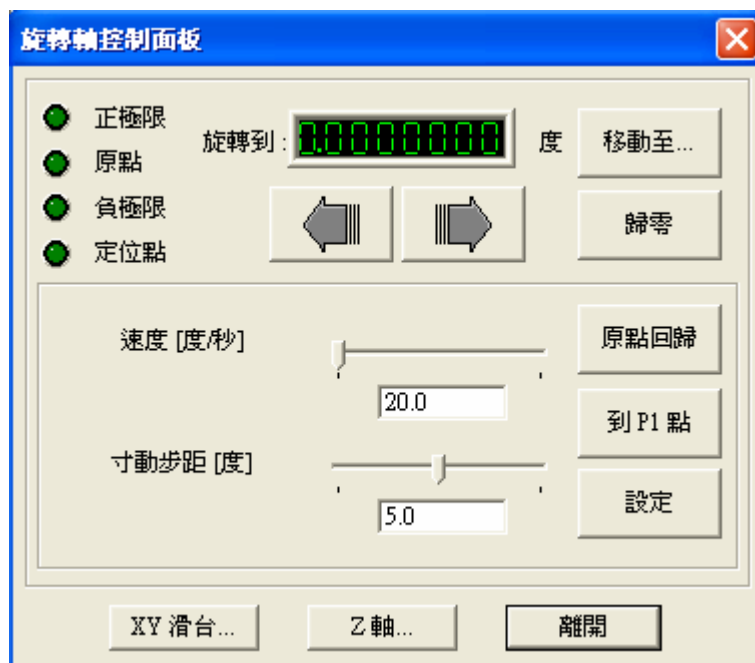 旋轉軸控制面板
正極限
原點
負極限
定位點
旋轉到 : 0.0000000 度
移動至...
歸零
速度 [度/秒]
20.0
寸動步距 [度]
5.0
原點回歸
到 P1 點
設定
XY 滑台...
Z 軸...
離開